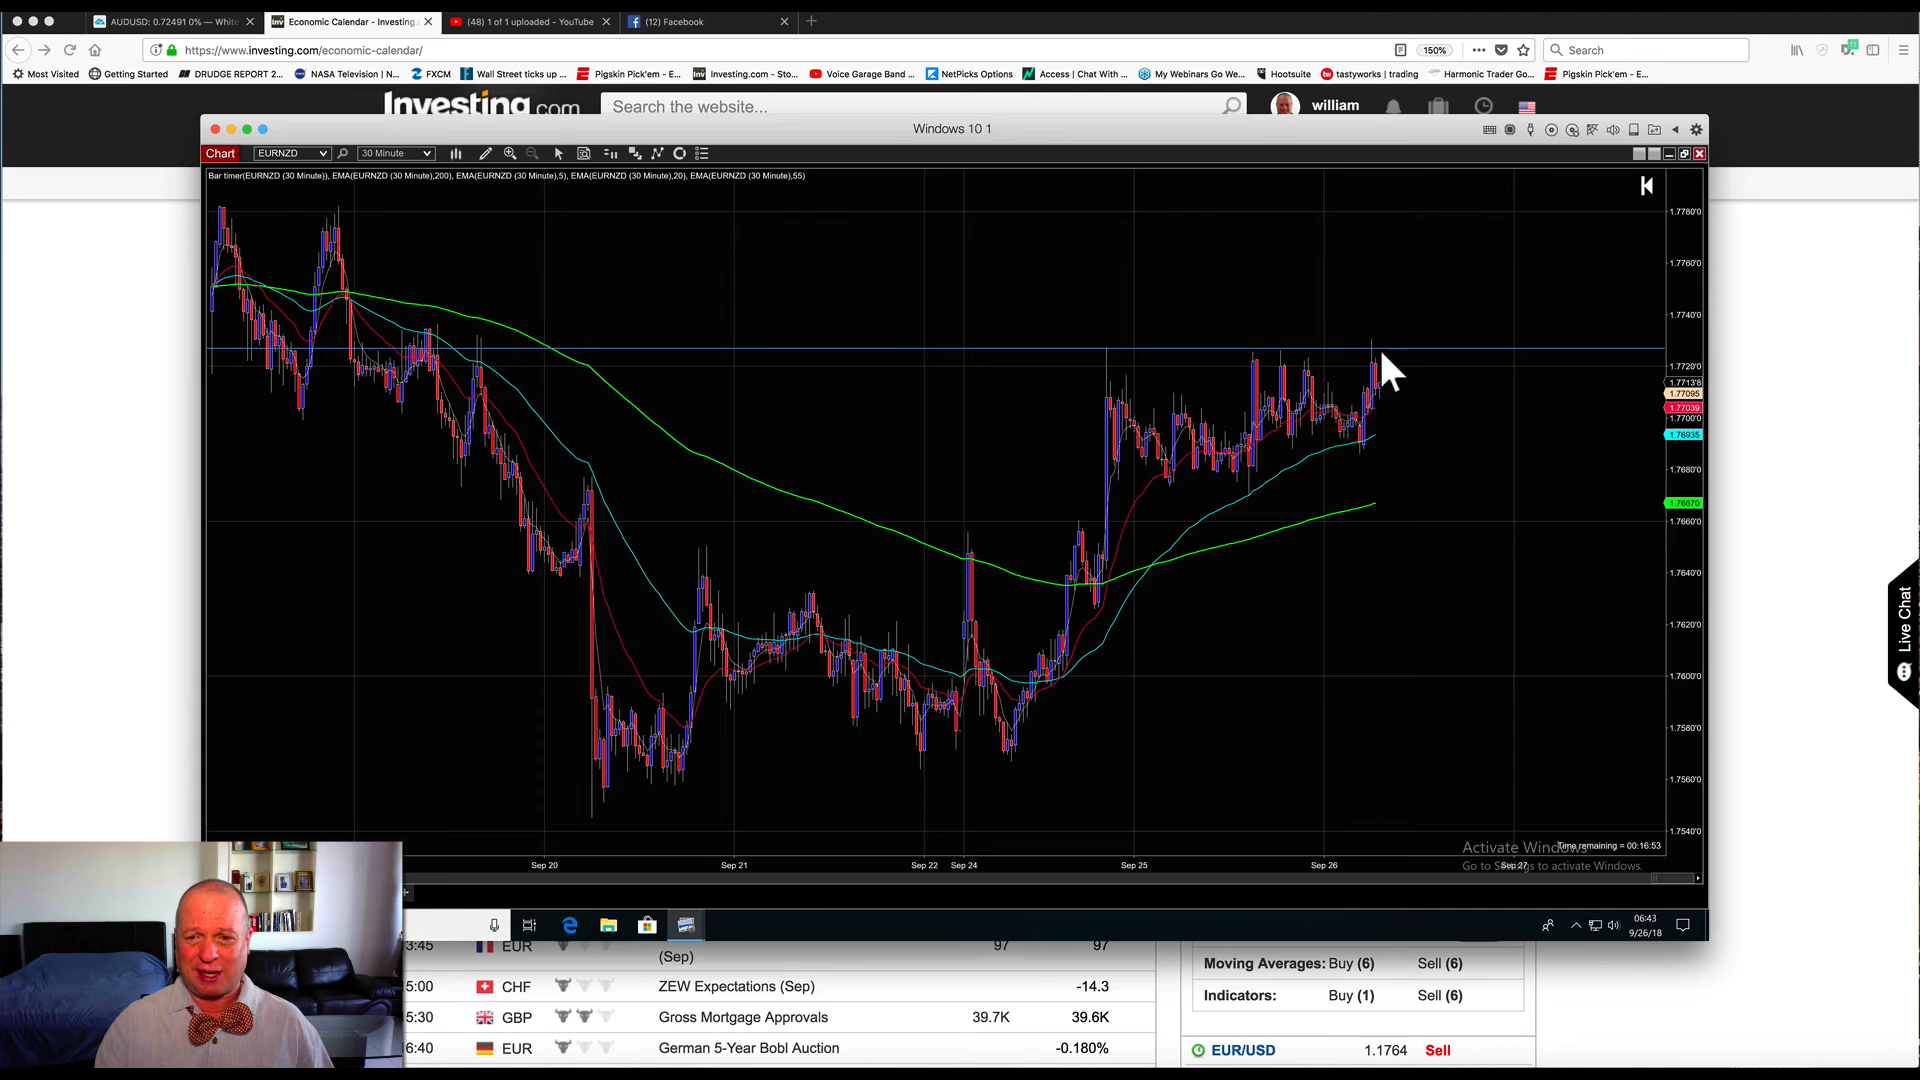 AUDUSD: 0.72491 0% — White
Economic Calendar - Investing.
(48) 1 of 1 uploaded - YouTube
(12) Facebook
https://www.investing.com/economic-calendar/
150%
Search
Most Visited
Getting Started
DRUDGE REPORT 2...
NASA Television | N...
FXCM
Wall Street ticks up ...
Pigskin Pick'em - E...
Investing.com - Sto...
Voice Garage Band ...
NetPicks Options
Access | Chat With ...
My Webinars Go We...
Hootsuite
tastyworks | trading
Harmonic Trader Go...
Pigskin Pick'em - E...
Investing.com
Search the website...
william
Windows 10 1
Chart
EURNZD
30 Minute
Bar timer(EURNZD (30 Minute)), EMA(EURNZD (30 Minute),200), EMA(EURNZD (30 Minute),5), EMA(EURNZD (30 Minute),20), EMA(EURNZD (30 Minute),55)
1.7780'0
1.7760'0
1.7740'0
1.7720'0
1.7713'8
1.77095
1.77039
1.7700'0
1.76935
1.7680'0
1.76670
1.7660'0
1.7640'0
1.7620'0
1.7600'0
1.7580'0
1.7560'0
1.7540'0
Live Chat
Activate Windows
Time remaining = 00:16:53
Go to Settings to activate Windows.
Sep 20
Sep 21
Sep 22
Sep 24
Sep 25
Sep 26
Sep 27
06:43
9/26/18
3:45 EUR (Sep) 97 97
5:00 CHF ZEW Expectations (Sep) -14.3
5:30 GBP Gross Mortgage Approvals 39.7K 39.6K
6:40 EUR German 5-Year Bobl Auction -0.180%
Moving Averages: Buy (6) Sell (6)
Indicators: Buy (1) Sell (6)
EUR/USD 1.1764 Sell